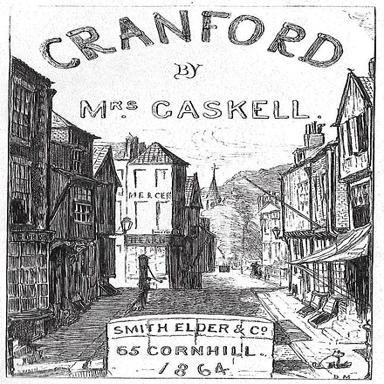 CRANFORD
BY
MRS GASKELL.
MERCER
SMITH ELDER & CO
65 CORNHILL.
1864
D M